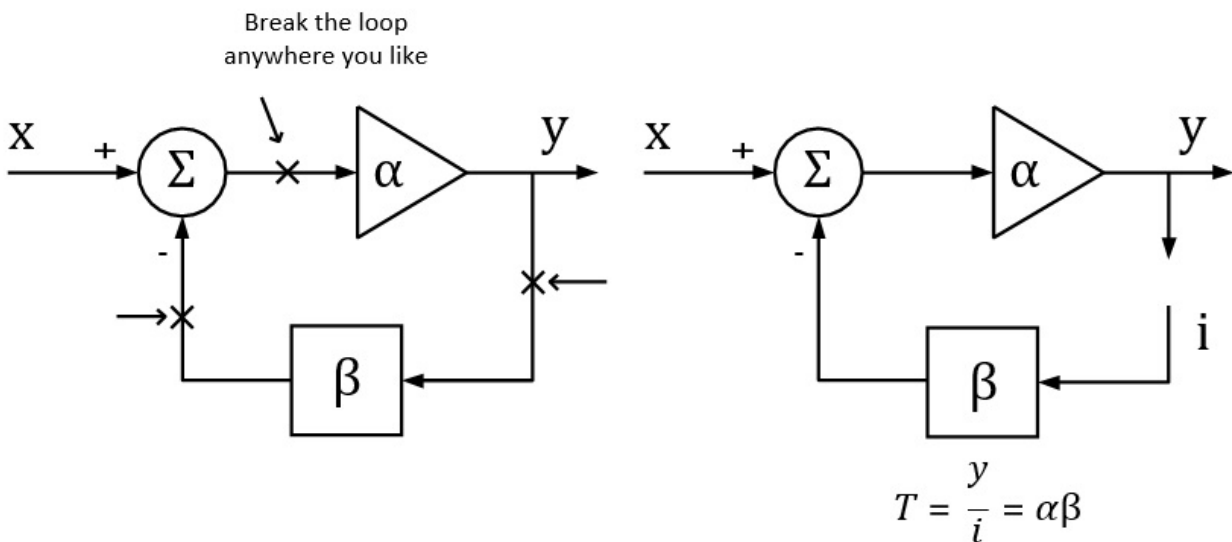 Break the loop
anywhere you like
x + Σ α y
-
β
x + Σ α y
-
i
β
T = y/i = αβ